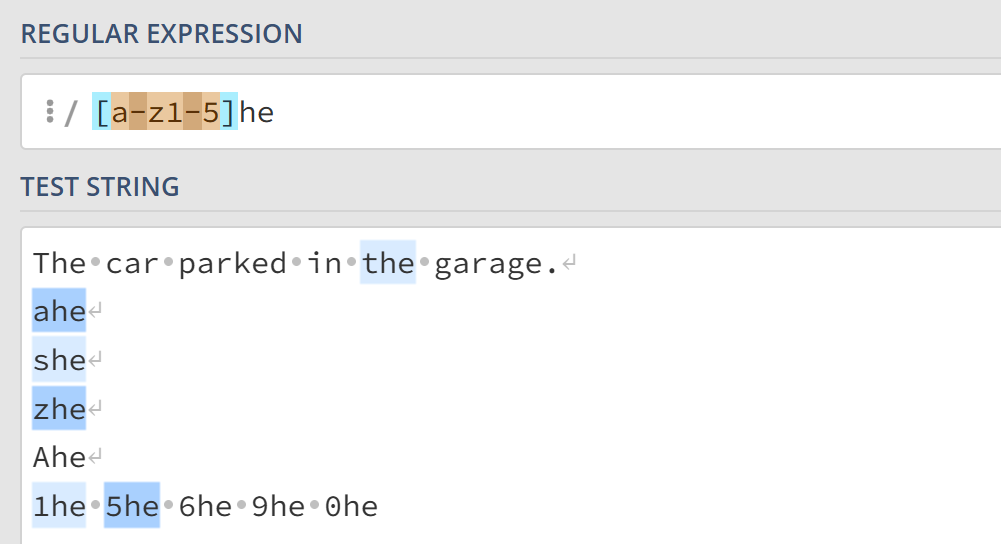 REGULAR EXPRESSION
/ [a-z1-5]he
TEST STRING
The·car·parked·in·the·garage.↵
ahe↵
she↵
zhe↵
Ahe↵
1he·5he·6he·9he·0he